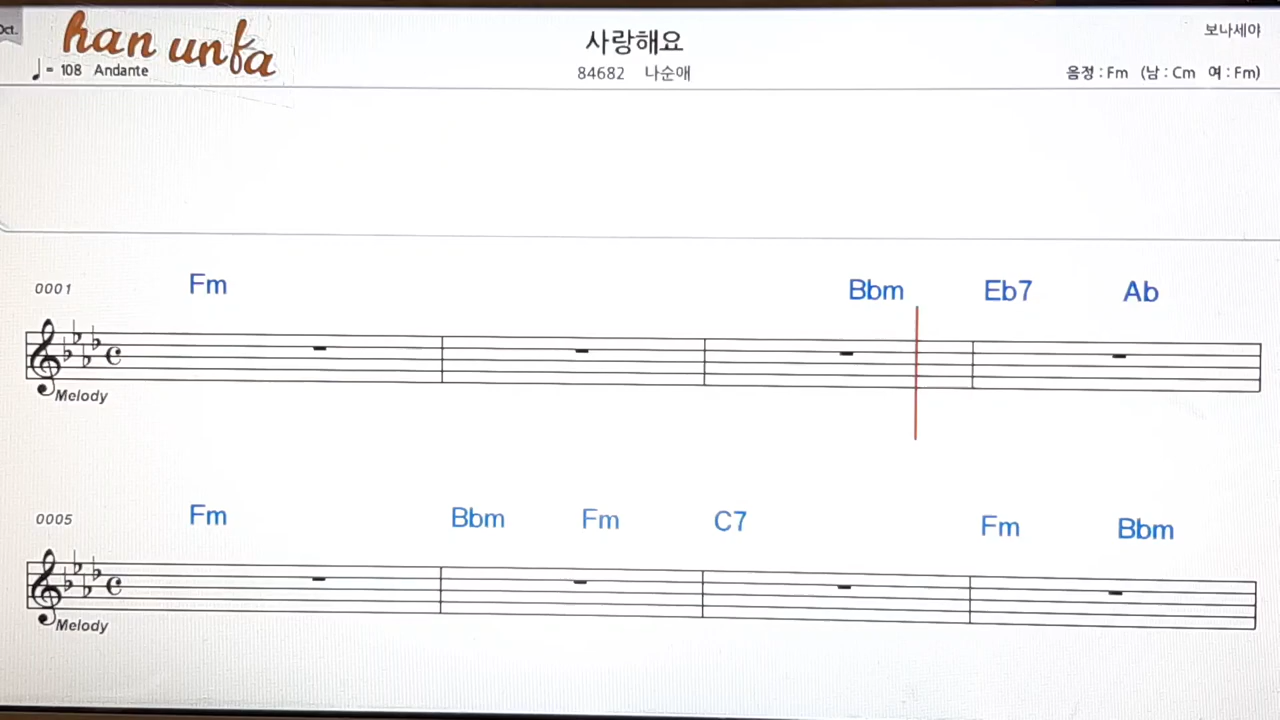 Oct.
han unfa
사랑해요
보나세야
♩= 108 Andante
84682 나순애
음정 : Fm (남 : Cm 여 : Fm)
0001 Fm Bbm Eb7 Ab
Melody
0005 Fm Bbm Fm C7 Fm Bbm
Melody